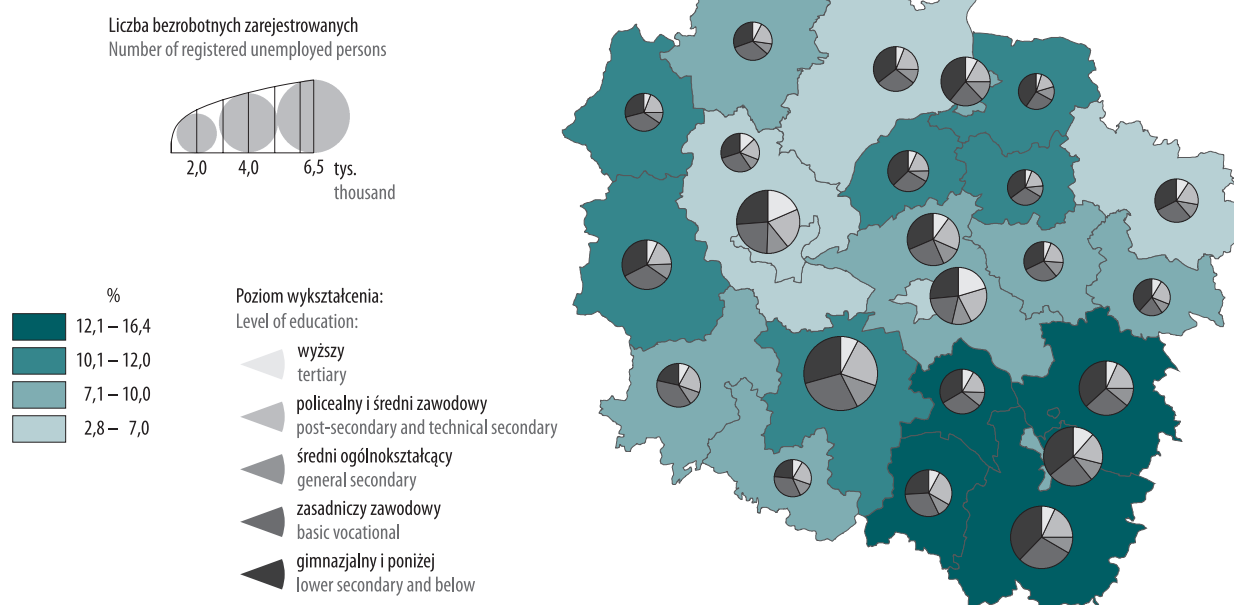 Liczba bezrobotnych zarejestrowanych
Number of registered unemployed persons
2,0 4,0 6,5 tys.
thousand
%
12,1 – 16,4
10,1 – 12,0
7,1 – 10,0
2,8 – 7,0
Poziom wykształcenia:
Level of education:
wyższy
tertiary
policealny i średni zawodowy
post-secondary and technical secondary
średni ogólnokształcący
general secondary
zasadniczy zawodowy
basic vocational
gimnazjalny i poniżej
lower secondary and below